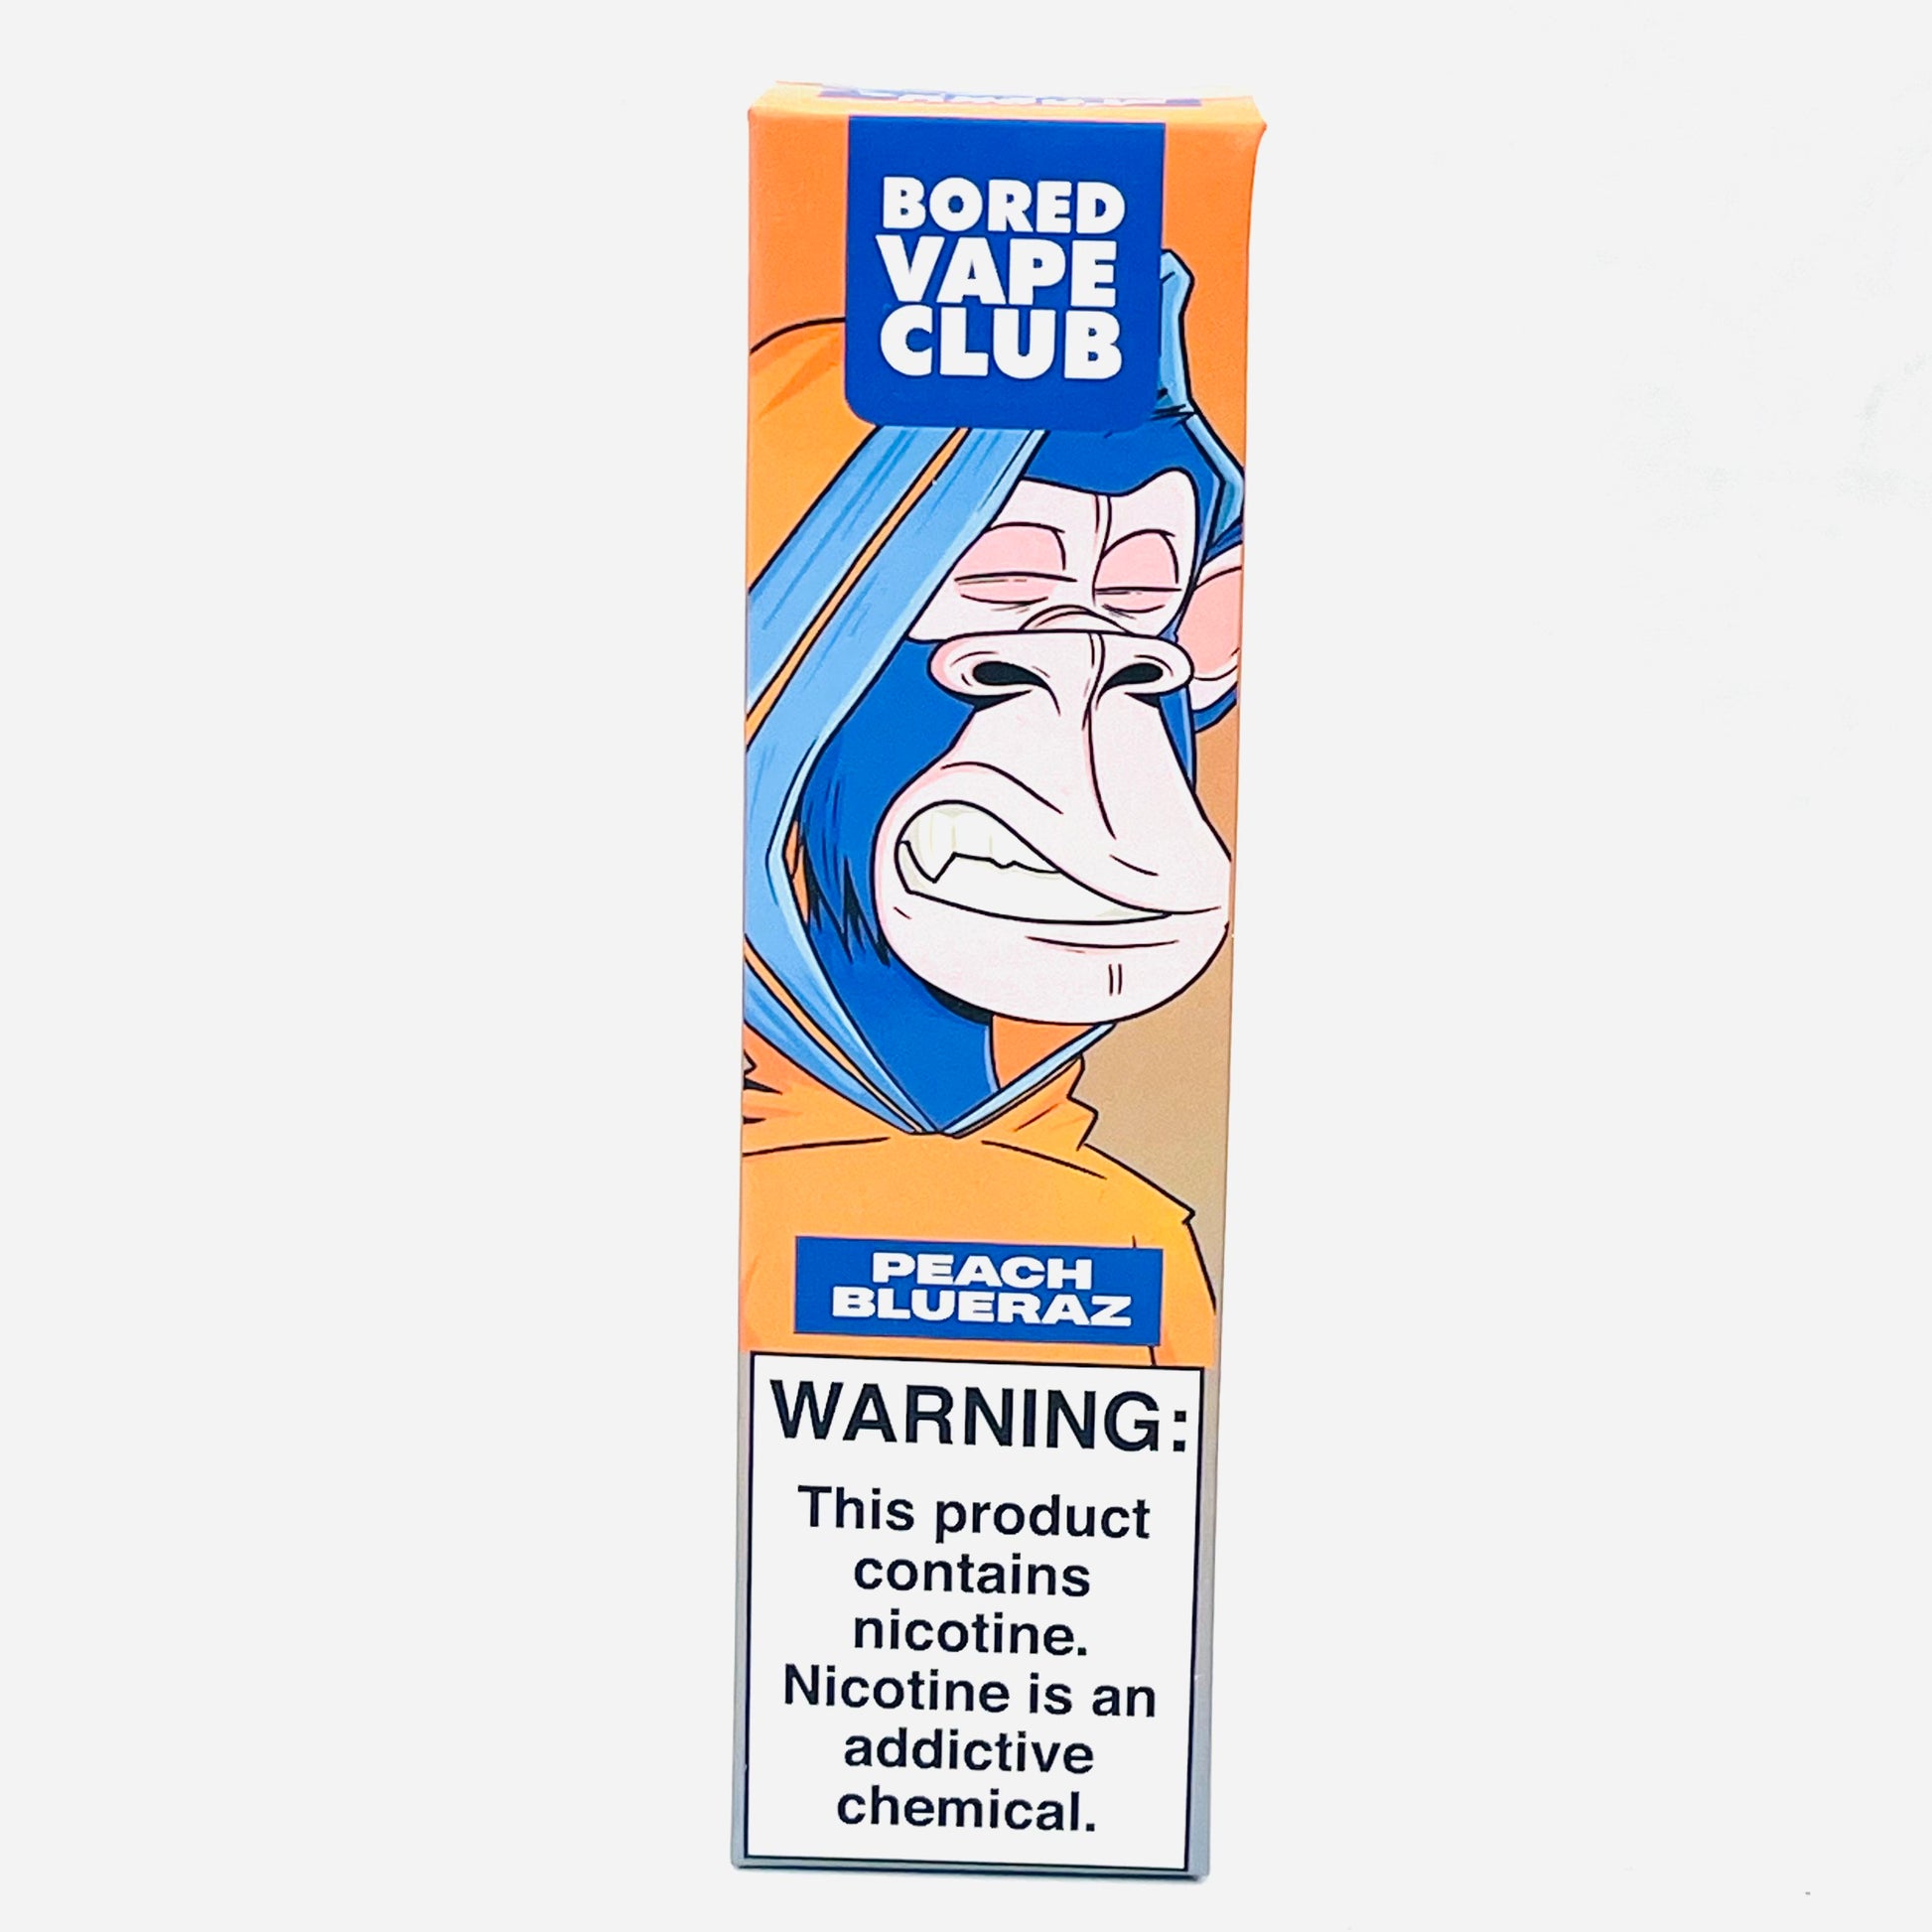 BORED
VAPE
CLUB
PEACH
BLUERAZ
WARNING:
This product
contains
nicotine.
Nicotine is an
addictive
chemical.